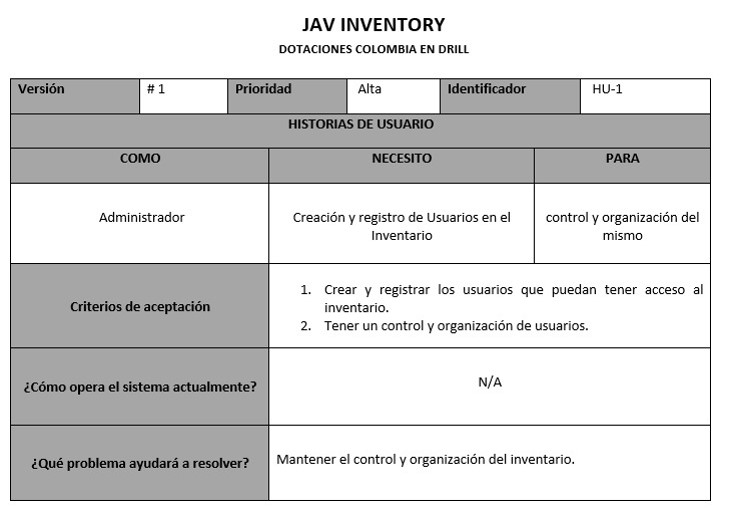 JAV INVENTORY
DOTACIONES COLOMBIA EN DRILL
Versión # 1 Prioridad Alta Identificador HU-1
HISTORIAS DE USUARIO
COMO NECESITO PARA
Administrador
Creación y registro de Usuarios en el
Inventario
control y organización del
mismo
Criterios de aceptación
1. Crear y registrar los usuarios que puedan tener acceso al
inventario.
2. Tener un control y organización de usuarios.
¿Cómo opera el sistema actualmente?
N/A
¿Qué problema ayudará a resolver?
Mantener el control y organización del inventario.